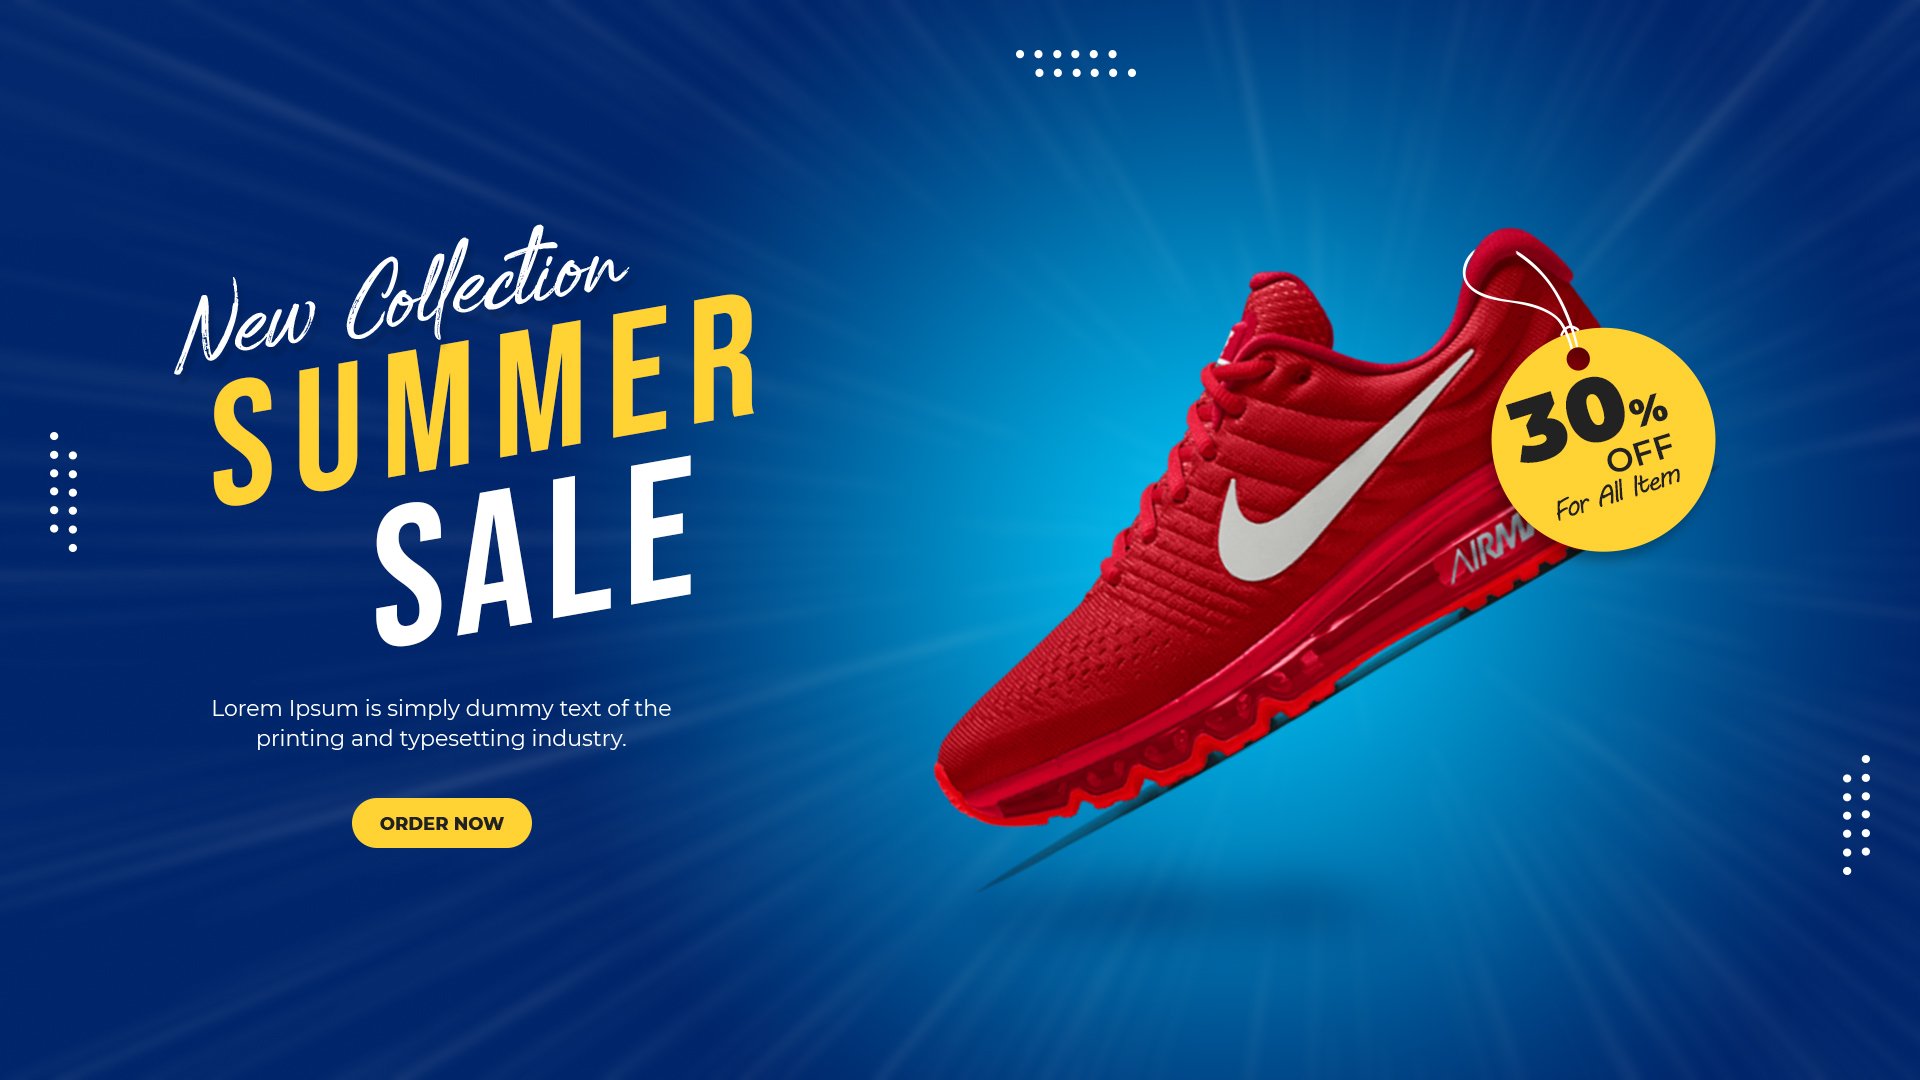 New Collection
SUMMER
SALE
Lorem Ipsum is simply dummy text of the
printing and typesetting industry.
ORDER NOW
30%
OFF
For All Item